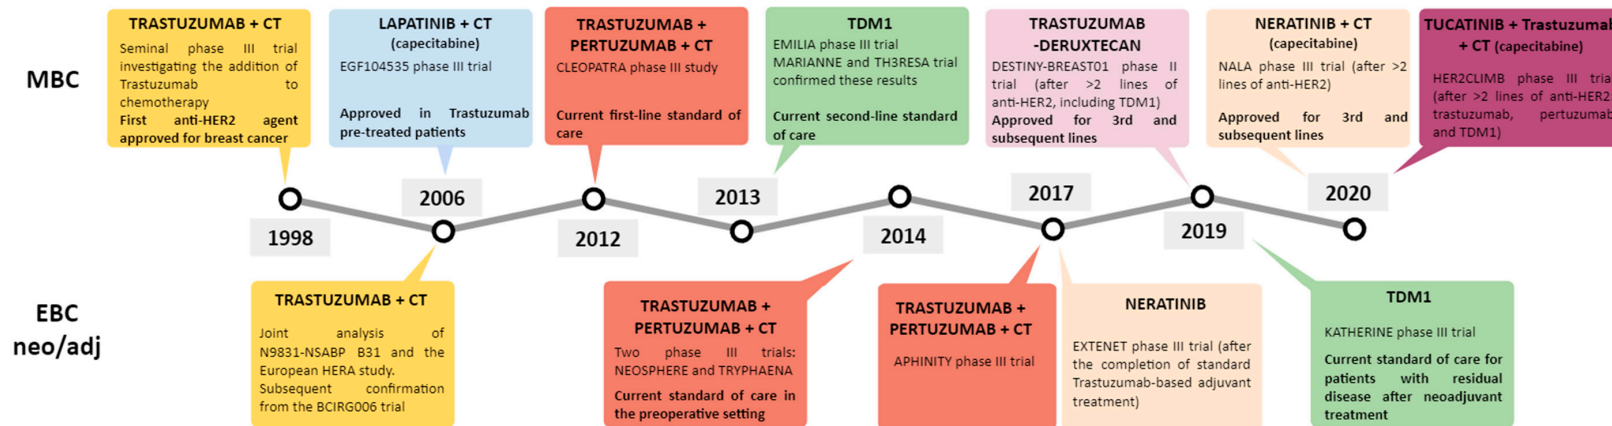 MBC
TRASTUZUMAB + CT
Seminal phase III trial
investigating the addition of
Trastuzumab to
chemotherapy
First anti-HER2 agent
approved for breast cancer
LAPATINIB + CT
(capecitabine)
EGF104535 phase III trial
Approved in Trastuzumab
pre-treated patients
TRASTUZUMAB +
PERTUZUMAB + CT
CLEOPATRA phase III study
Current first-line standard of
care
TDM1
EMILIA phase III trial
MARIANNE and TH3RESA trial
confirmed these results
Current second-line standard
of care
TRASTUZUMAB
-DERUXTECAN
DESTINY-BREAST01 phase II
trial (after >2 lines of
anti-HER2, including TDM1)
Approved for 3rd and
subsequent lines
NERATINIB + CT
(capecitabine)
NALA phase III trial (after >2
lines of anti-HER2)
Approved for 3rd and
subsequent lines
TUCATINIB + Trastuzumab
+ CT (capecitabine)
HER2CLIMB phase III trial
(after >2 lines of anti-HER2:
trastuzumab, pertuzumab
and TDM1)
1998
2006
2012
2013
2014
2017
2019
2020
EBC
neo/adj
TRASTUZUMAB + CT
Joint analysis of
N9831-NSABP B31 and the
European HERA study.
Subsequent confirmation
from the BCIRG006 trial
TRASTUZUMAB +
PERTUZUMAB + CT
Two phase III trials:
NEOSPHERE and TRYPHAENA
Current standard of care in
the preoperative setting
TRASTUZUMAB +
PERTUZUMAB + CT
APHINITY phase III trial
NERATINIB
EXTENET phase III trial (after
the completion of standard
Trastuzumab-based adjuvant
treatment)
TDM1
KATHERINE phase III trial
Current standard of care for
patients with residual
disease after neoadjuvant
treatment